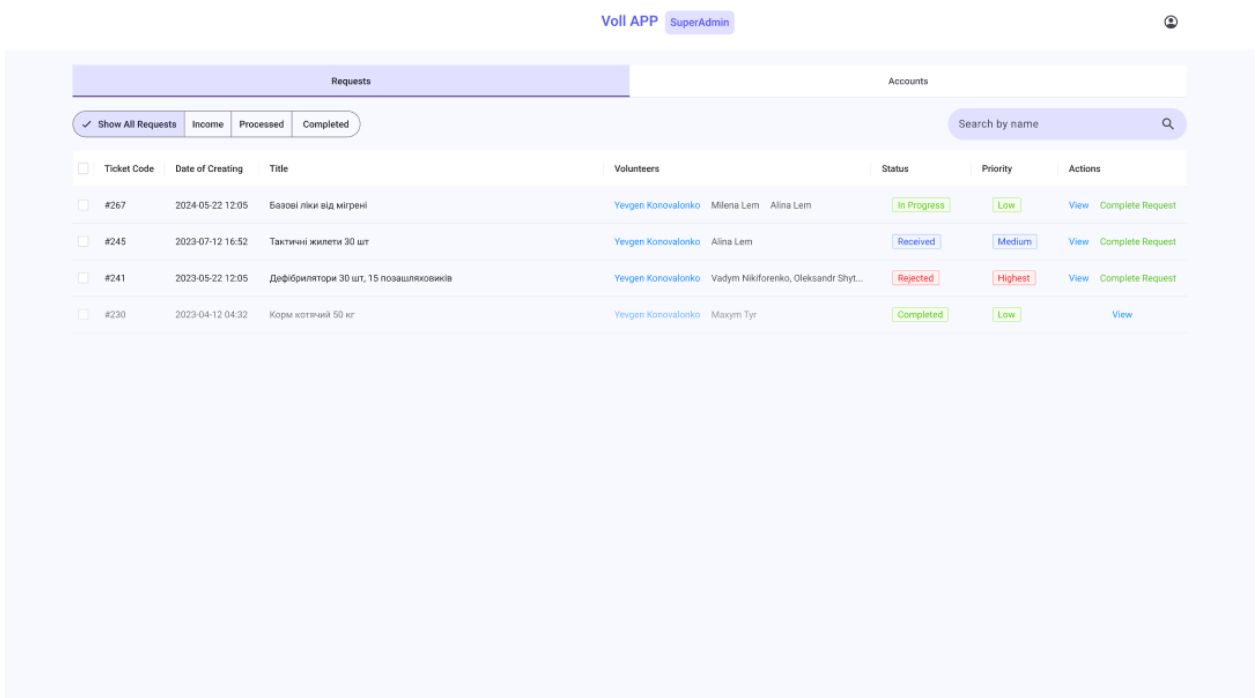 Voll APP SuperAdmin
Requests Accounts
Show All Requests Income Processed Completed Search by name
Ticket Code Date of Creating Title Volunteers Status Priority Actions
#267 2024-05-22 12:05 Базові ліки від мігрені Yevgen Konovalonko Milena Lem Alina Lem In Progress Low View Complete Request
#245 2023-07-12 16:52 Тактичні жилети 30 шт Yevgen Konovalonko Alina Lem Received Medium View Complete Request
#241 2023-05-22 12:05 Дефібрилятори 30 шт, 15 позашляховиків Yevgen Konovalonko Vadym Nikiforenko, Oleksandr Shyt... Rejected Highest View Complete Request
#230 2023-04-12 04:32 Корм котячий 50 кг Yevgen Konovalonko Maxym Tyr Completed Low View